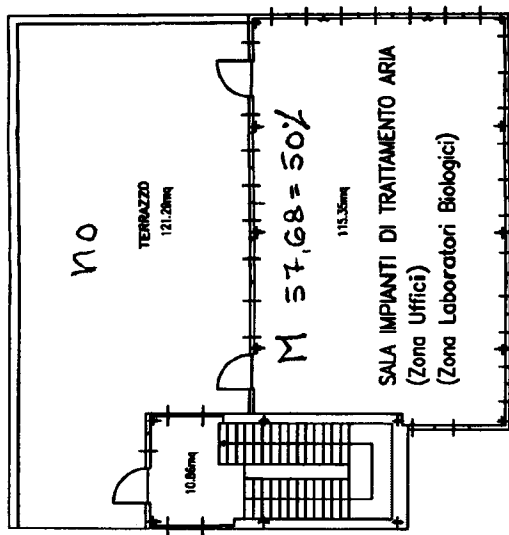 no
TERRAZZO
121.28mq
M 57,68 = 50%
115.35mq
SALA IMPIANTI DI TRATTAMENTO ARIA
(Zona Uffici)
(Zona Laboratori Biologici)
10.86mq